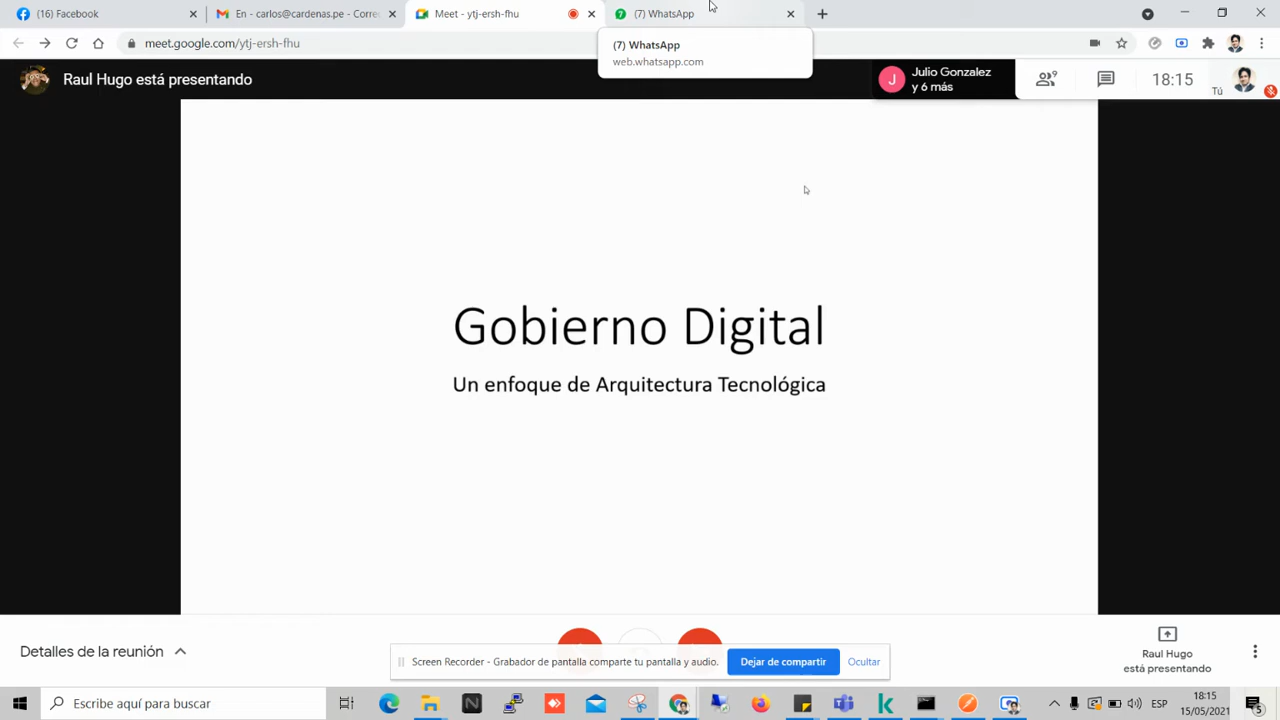 (16) Facebook
En - carlos@cardenas.pe - Corre
Meet - ytj-ersh-fhu
(7) WhatsApp
meet.google.com/ytj-ersh-fhu
(7) WhatsApp
web.whatsapp.com
Raul Hugo está presentando
J
Julio Gonzalez
y 6 más
9
18:15
Tú
Gobierno Digital
Un enfoque de Arquitectura Tecnológica
Detalles de la reunión
Screen Recorder - Grabador de pantalla comparte tu pantalla y audio.
Dejar de compartir
Ocultar
Raul Hugo
está presentando
Escribe aquí para buscar
ESP
18:15
15/05/2021
5